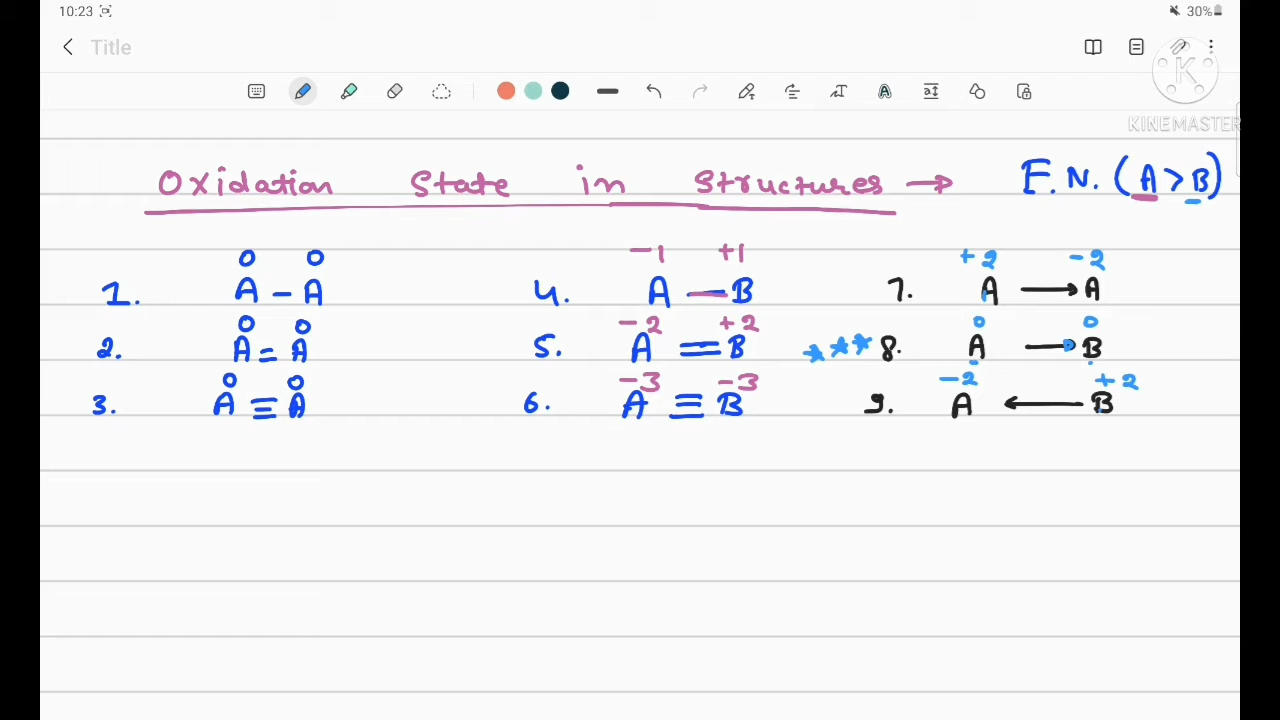 10:23 30%
Title
KINEMASTER
Oxidation State in Structures → E.N. (A > B)
0 0 -1 +1 +2 -2
1. A - A 4. A — B 7. A → A
0 0 -2 +2 0 0
2. A = A 5. A = B *** 8. A → B
0 0 -3 -3 -2 +2
3. A ≡ A 6. A ≡ B 9. A ← B